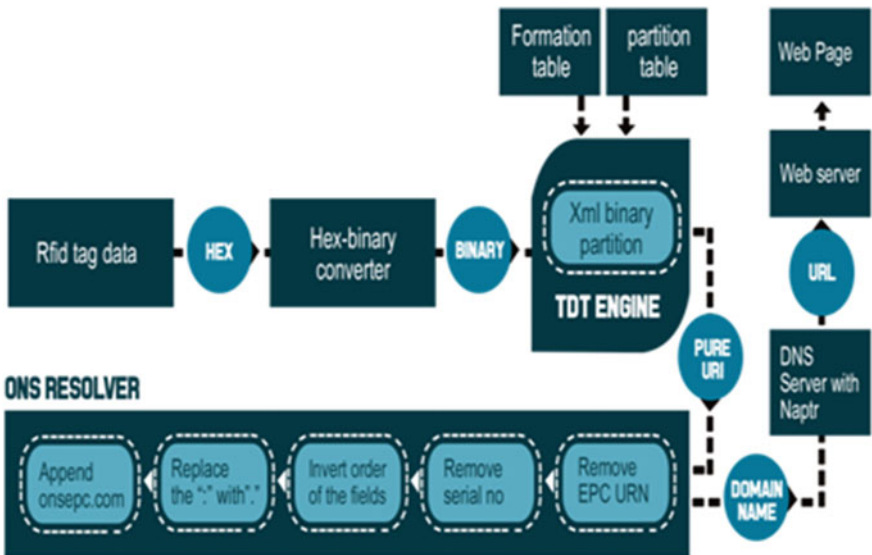 Formation
table
partition
table
Web Page
Web server
Rfid tag data
HEX
Hex-binary
converter
BINARY
Xml binary
partition
TDT ENGINE
URL
PURE
URI
DNS
Server with
Naptr
ONS RESOLVER
Append
onsepc.com
Replace
the ":" with"."
Invert order
of the fields
Remove
serial no
Remove
EPC URN
DOMAIN
NAME